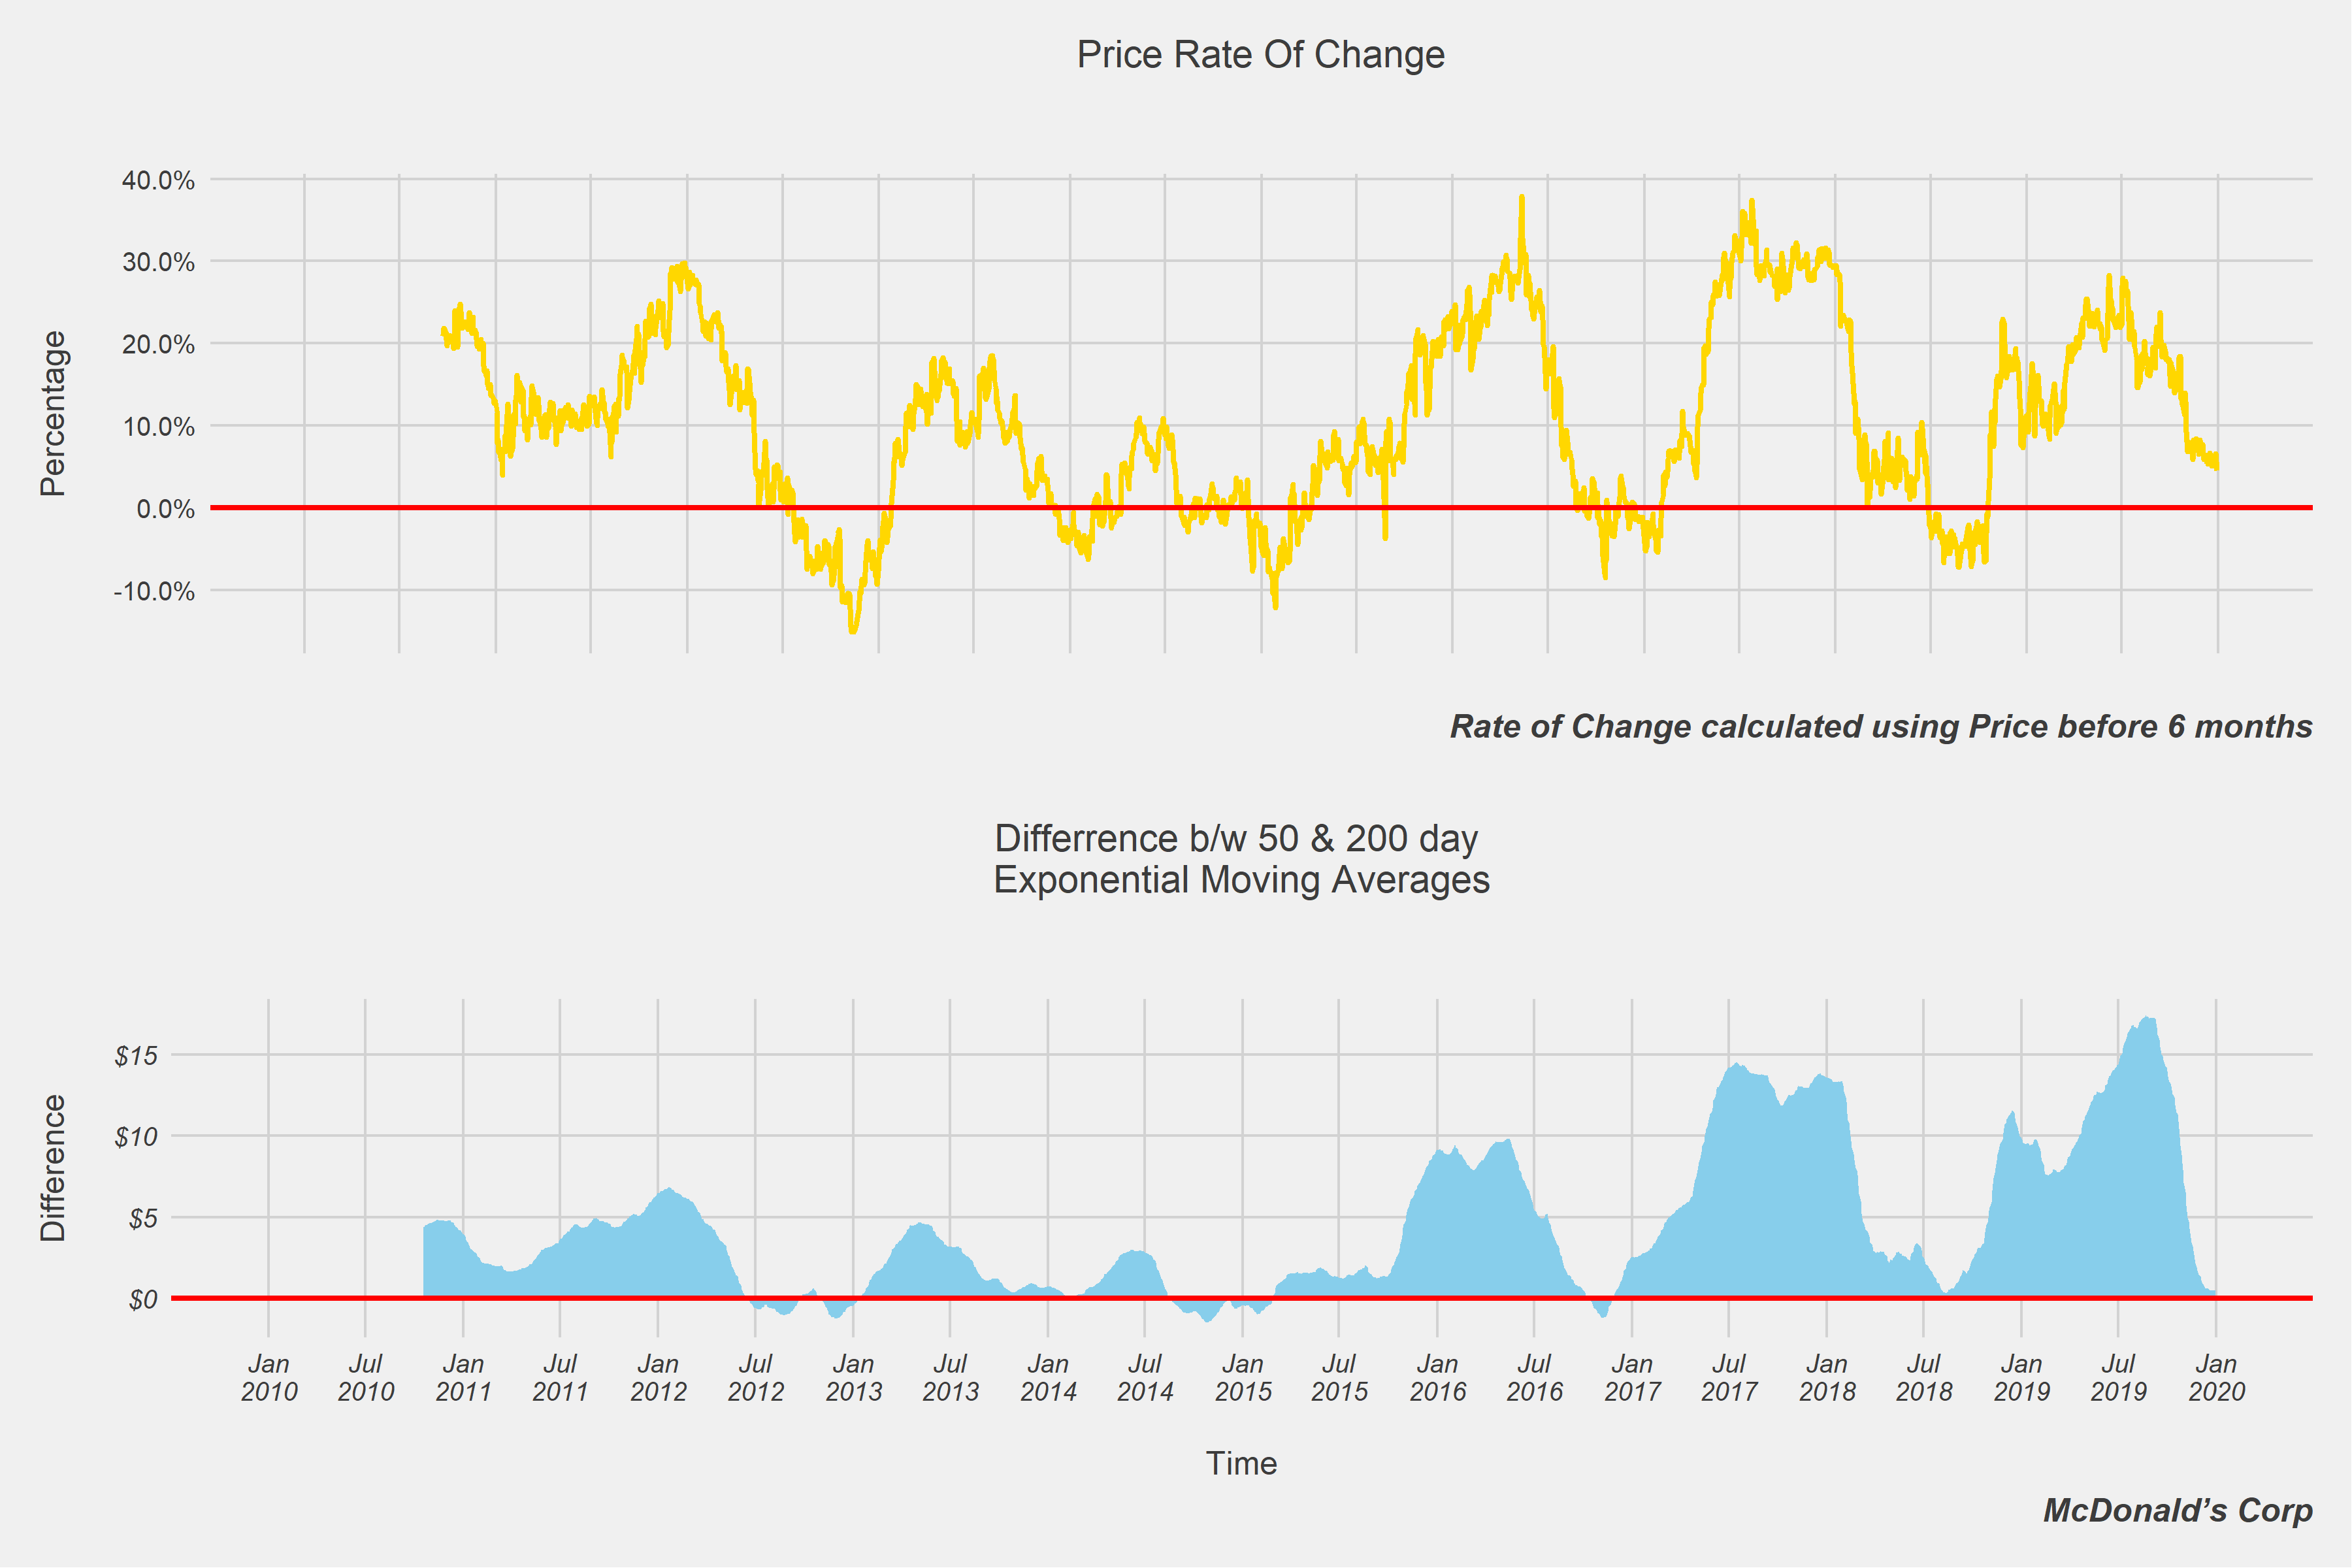 Price Rate Of Change
40.0%
30.0%
20.0%
10.0%
0.0%
-10.0%
Percentage
Rate of Change calculated using Price before 6 months
Differrence b/w 50 & 200 day
Exponential Moving Averages
$15
$10
$5
$0
Difference
Jan Jul Jan Jul Jan Jul Jan Jul Jan Jul Jan Jul Jan Jul Jan Jul Jan Jul Jan Jul Jan
2010 2010 2011 2011 2012 2012 2013 2013 2014 2014 2015 2015 2016 2016 2017 2017 2018 2018 2019 2019 2020
Time
McDonald’s Corp